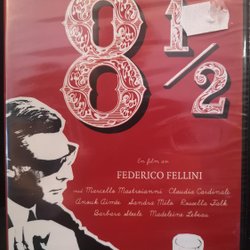 8 1/2
En film av
FEDERICO FELLINI
med Marcello Mastroianni Claudia Cardinale
Anouk Aimée Sandra Milo Rossella Falk
Barbara Steele Madeleine Lebeau